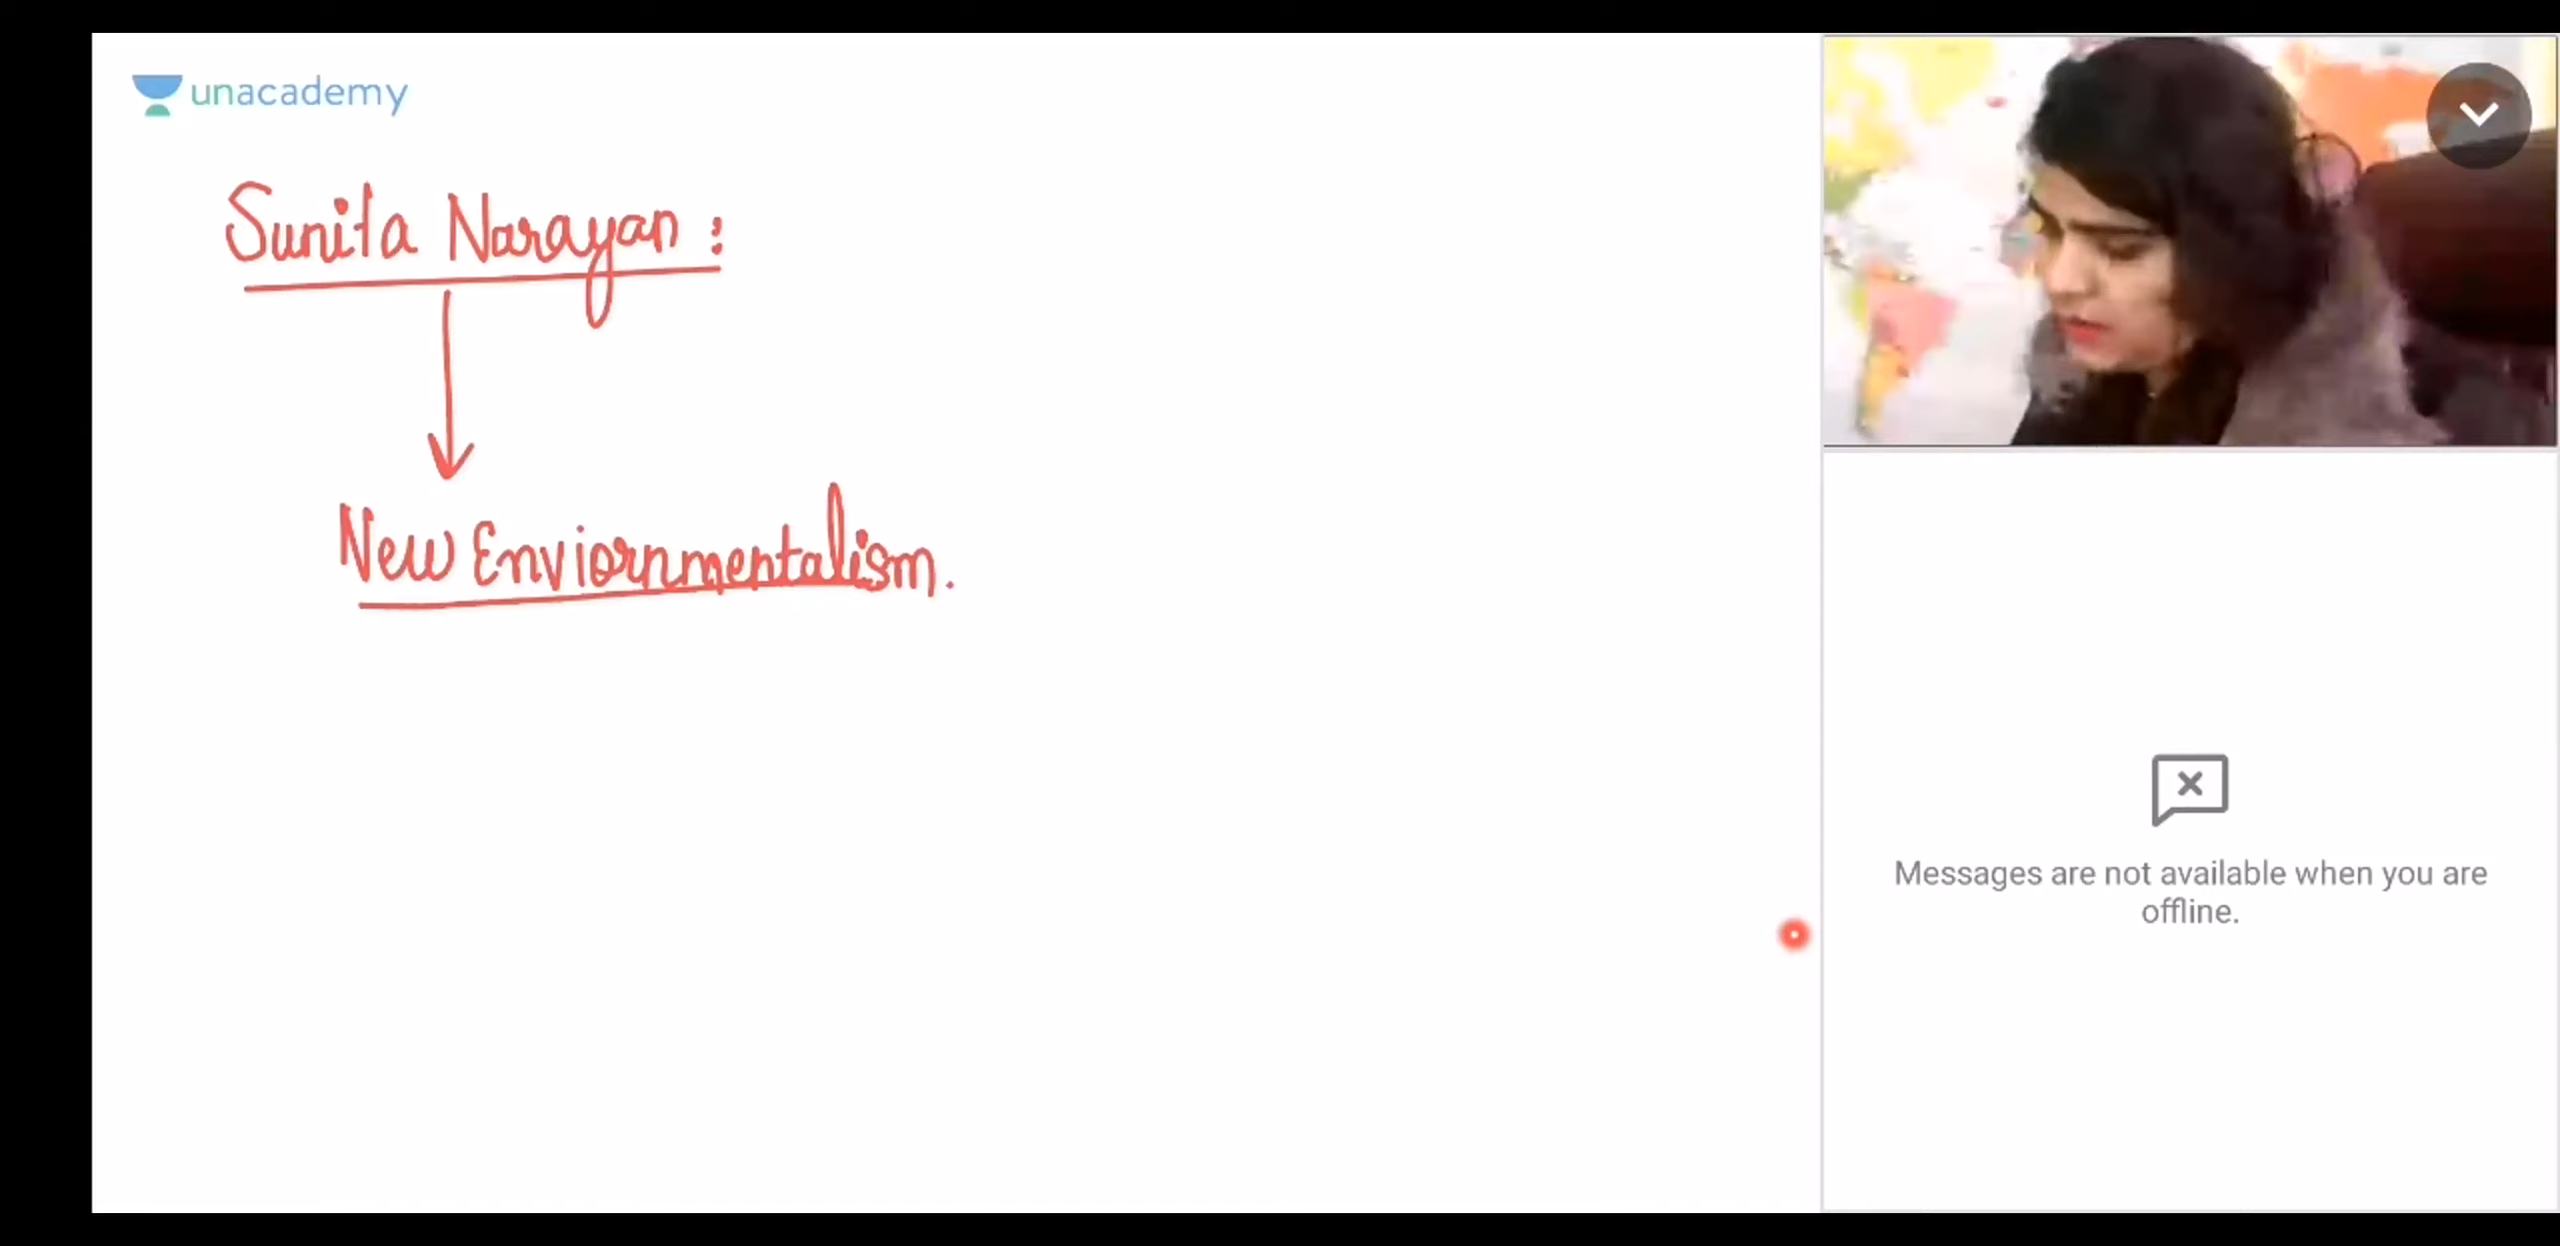 unacademy
Sunita Narayan :
New Enviornmentalism.
Messages are not available when you are
offline.